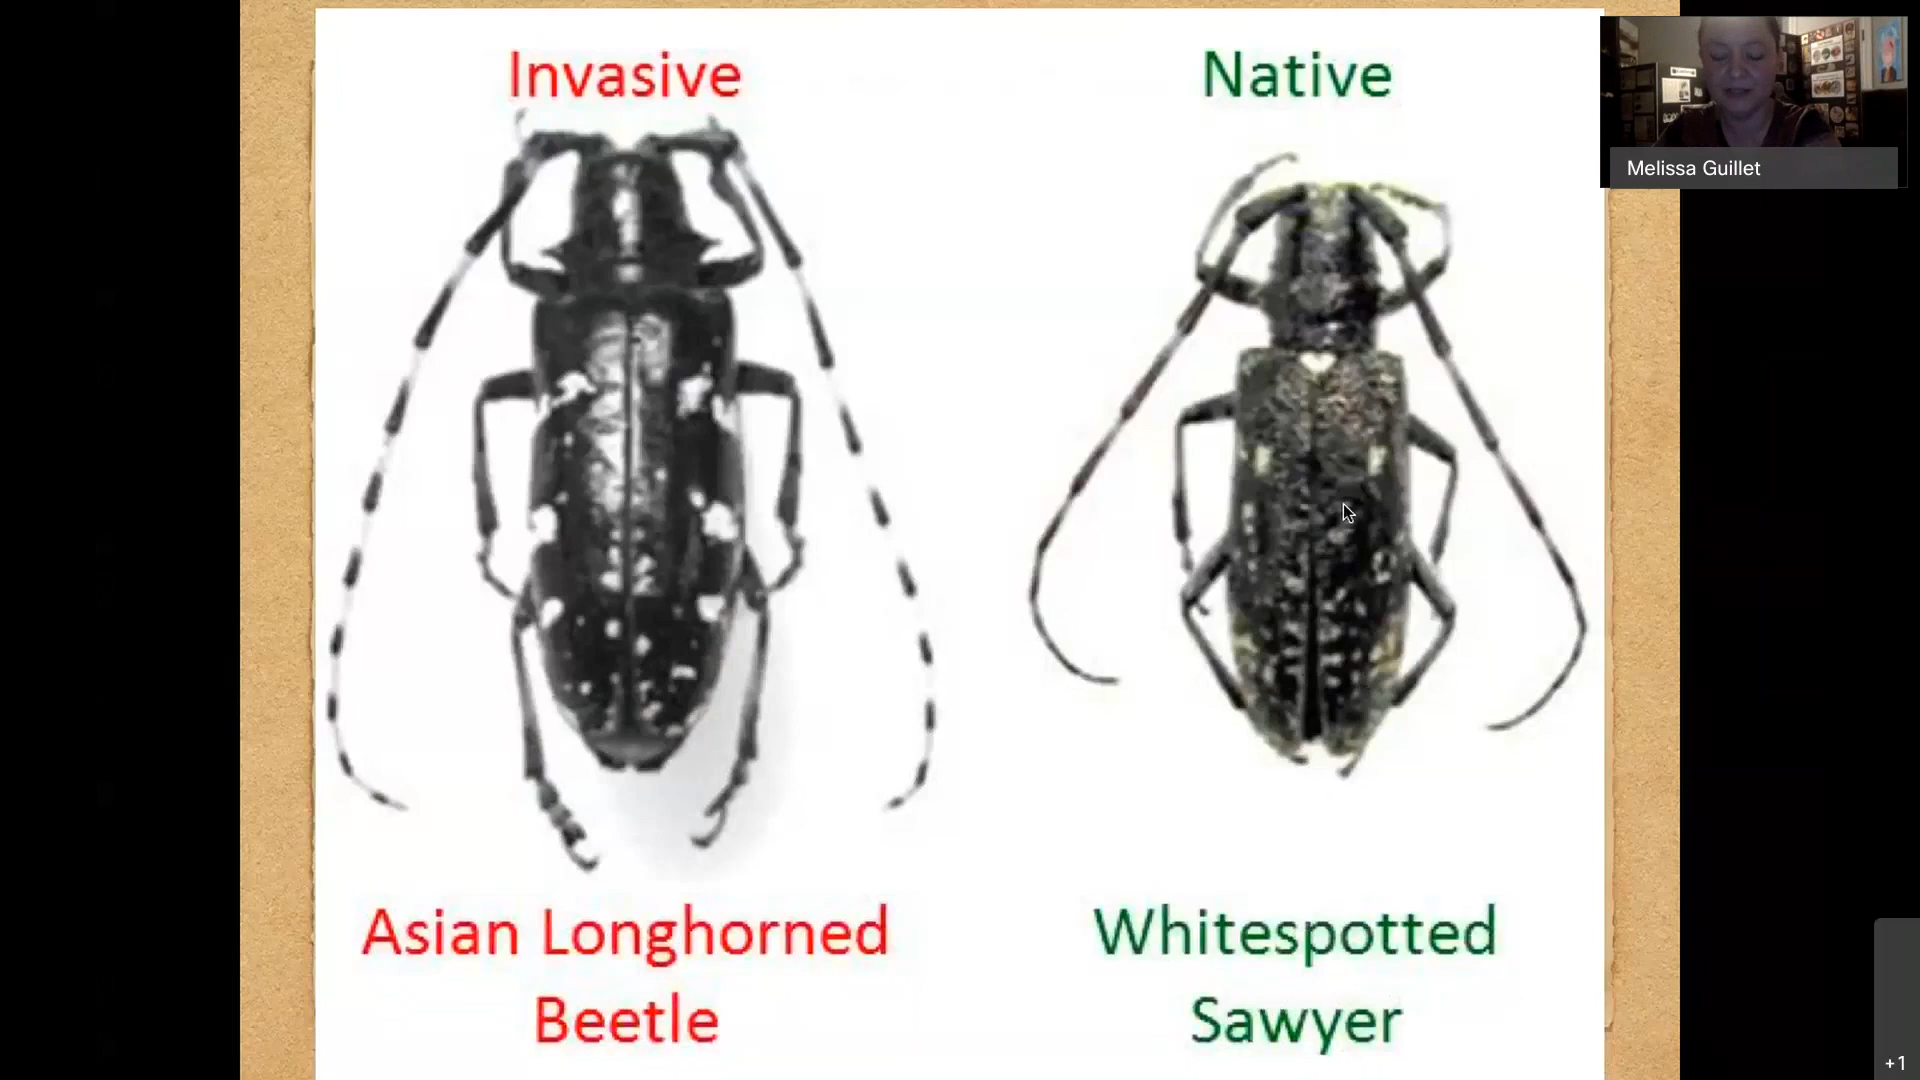 Invasive
Native
Melissa Guillet
Asian Longhorned
Beetle
Whitespotted
Sawyer
+1